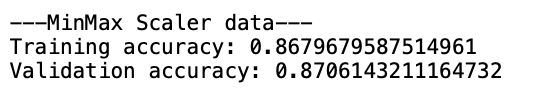 ---MinMax Scaler data---
Training accuracy: 0.8679679587514961
Validation accuracy: 0.8706143211164732